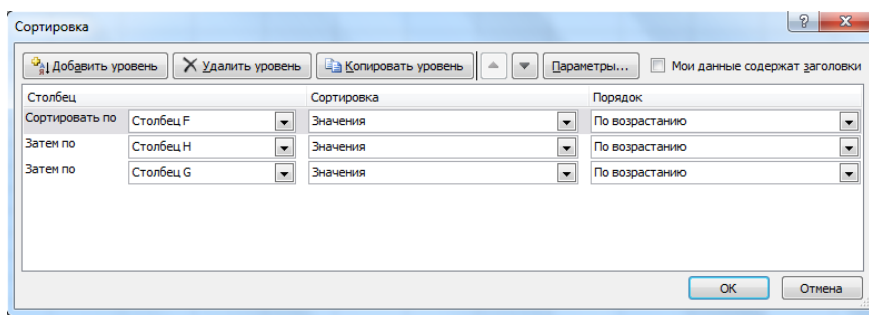 Сортировка
Добавить уровень Удалить уровень Копировать уровень Параметры... Мои данные содержат заголовки
Столбец Сортировка Порядок
Сортировать по Столбец F Значения По возрастанию
Затем по Столбец H Значения По возрастанию
Затем по Столбец G Значения По возрастанию
ОК Отмена